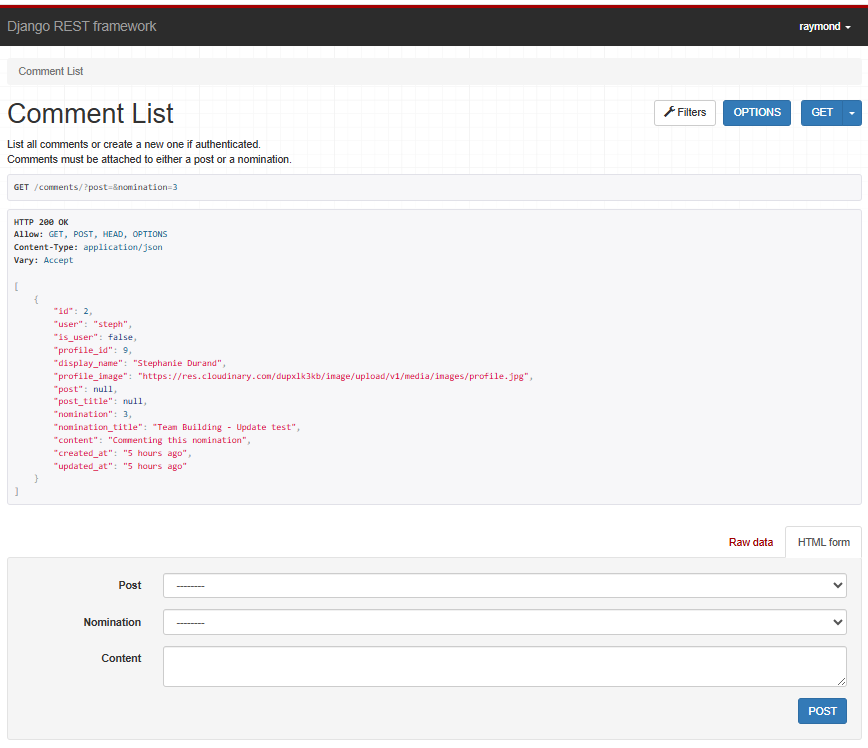 Django REST framework
raymond
Comment List
Comment List
Filters
OPTIONS
GET
List all comments or create a new one if authenticated.
Comments must be attached to either a post or a nomination.
GET /comments/?post=&nomination=3
HTTP 200 OK
Allow: GET, POST, HEAD, OPTIONS
Content-Type: application/json
Vary: Accept
[
    {
        "id": 2,
        "user": "steph",
        "is_user": false,
        "profile_id": 9,
        "display_name": "Stephanie Durand",
        "profile_image": "https://res.cloudinary.com/dupxlk3kb/image/upload/v1/media/images/profile.jpg",
        "post": null,
        "post_title": null,
        "nomination": 3,
        "nomination_title": "Team Building - Update test",
        "content": "Commenting this nomination",
        "created_at": "5 hours ago",
        "updated_at": "5 hours ago"
    }
]
Raw data
HTML form
Post
---------
Nomination
---------
Content
POST